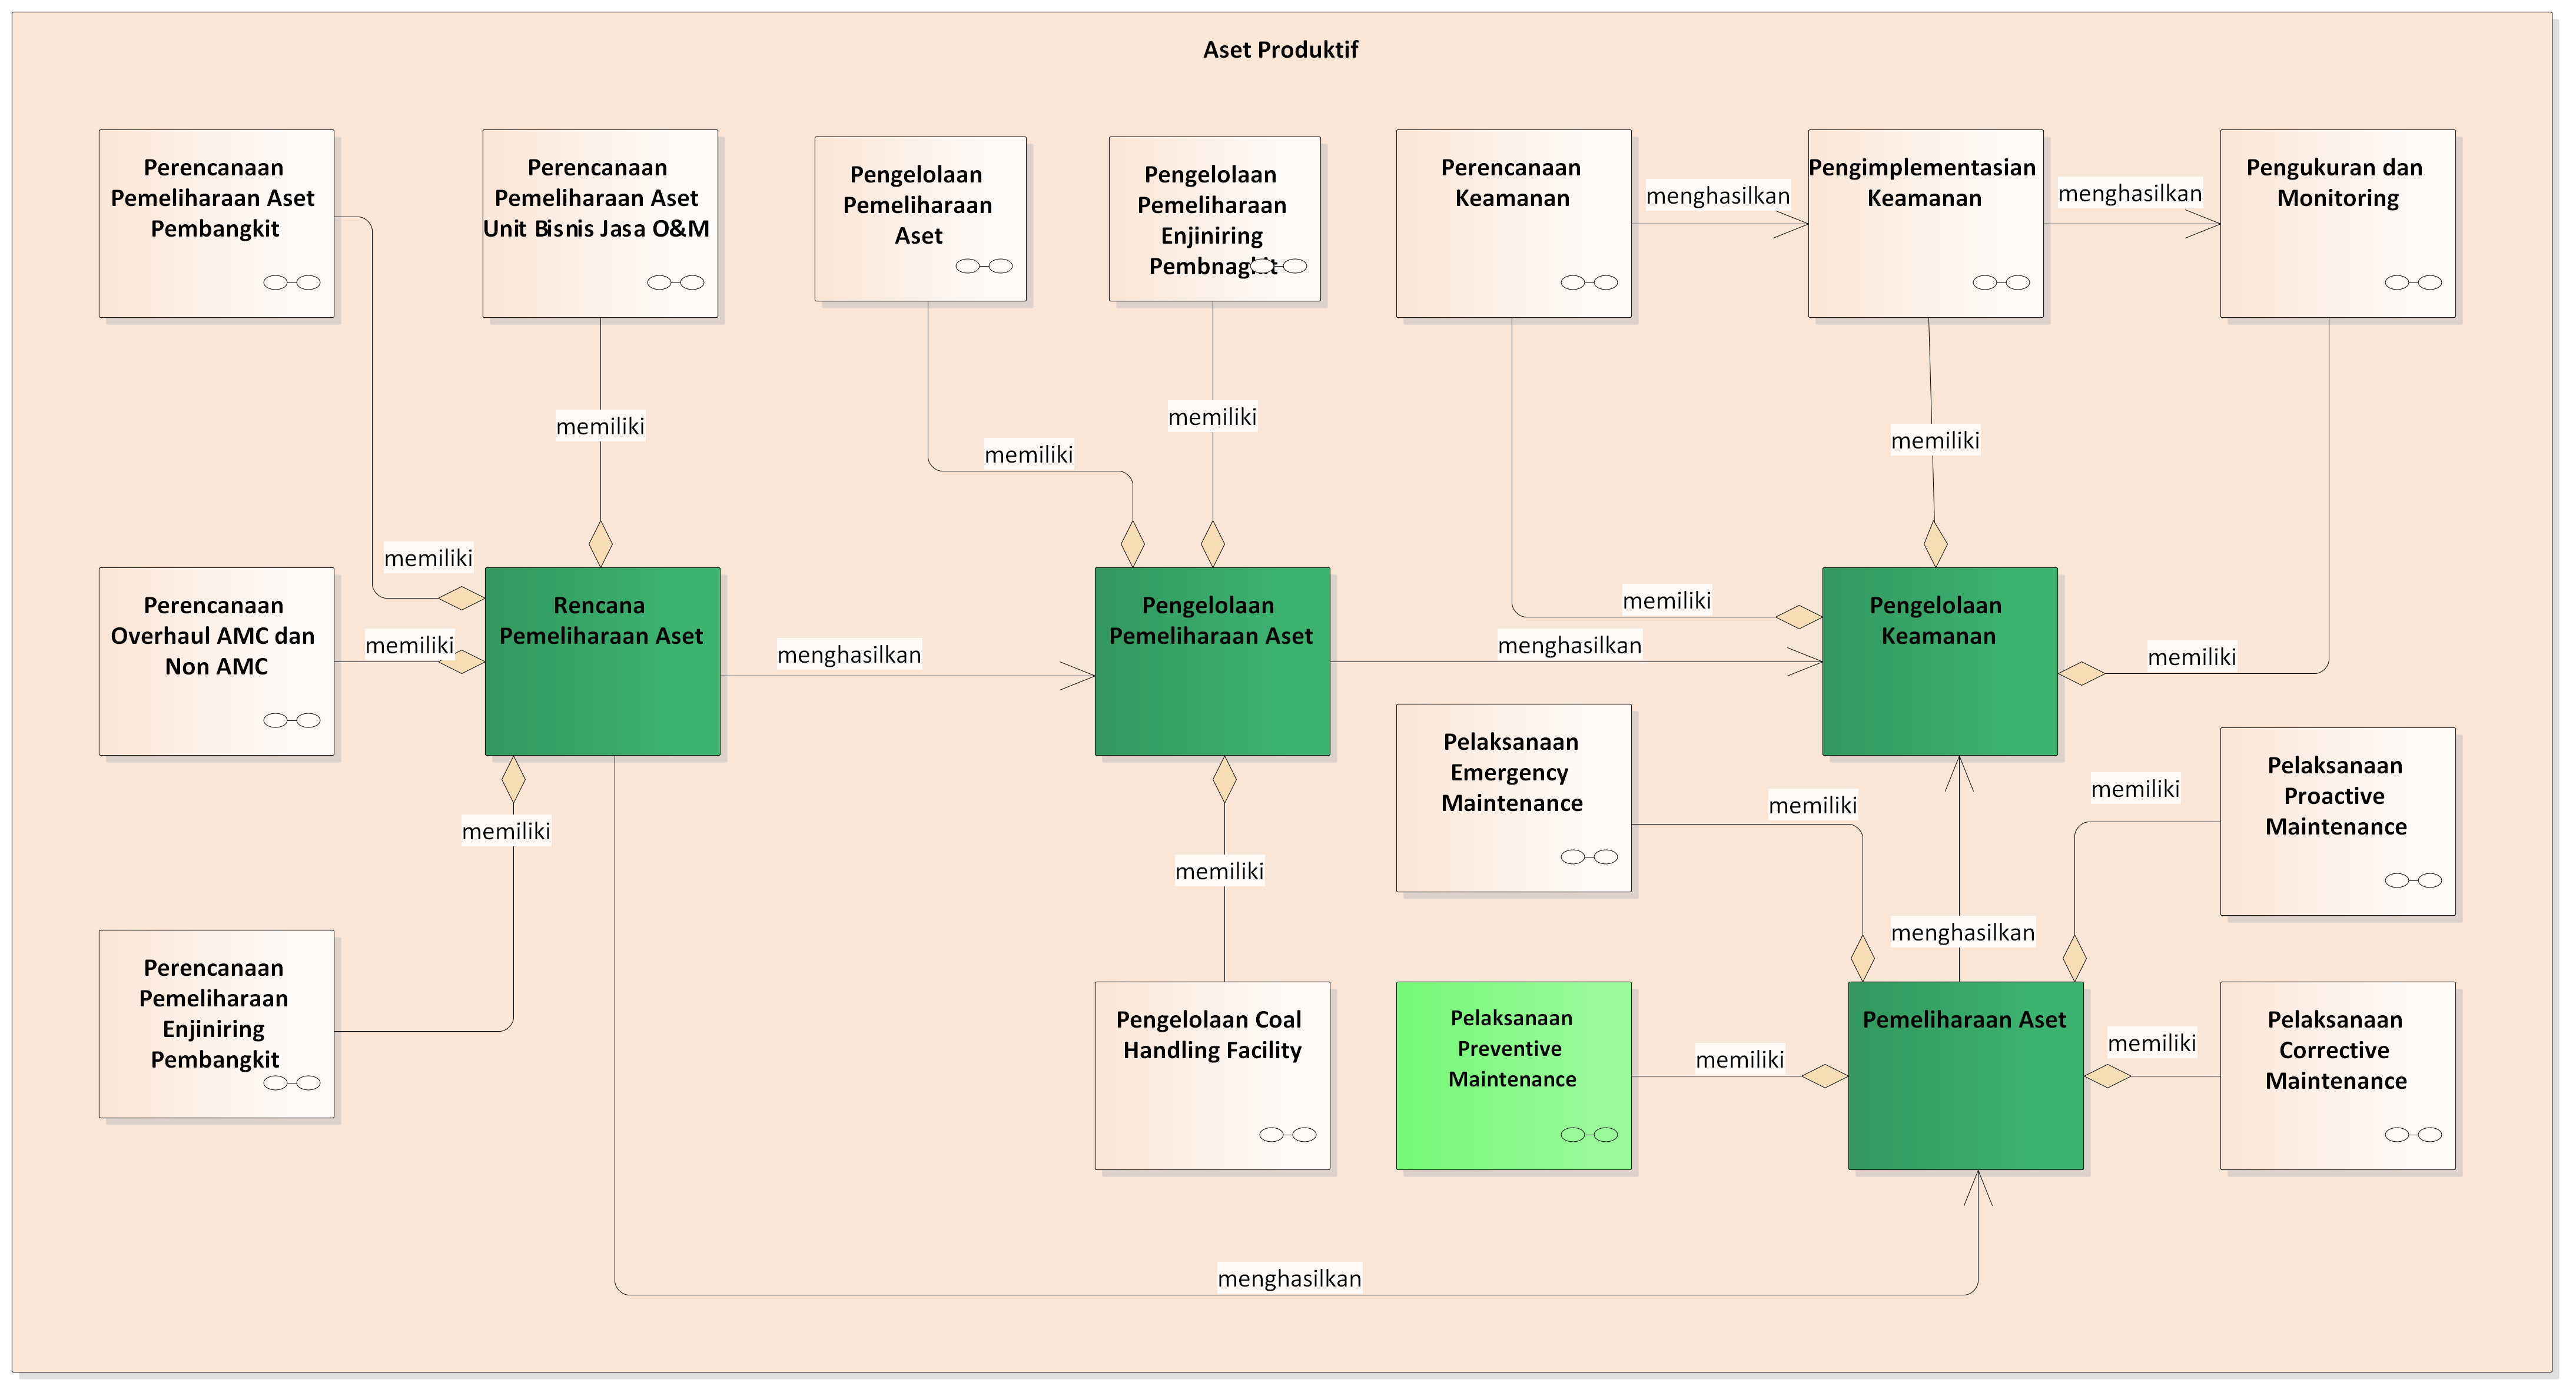 Aset Produktif
Perencanaan
Pemeliharaan Aset
Pembangkit
Perencanaan
Pemeliharaan Aset
Unit Bisnis Jasa O&M
Pengelolaan
Pemeliharaan
Aset
Pengelolaan
Pemeliharaan
Enjiniring
Pembnagkit
Perencanaan
Keamanan
menghasilkan
Pengimplementasian
Keamanan
menghasilkan
Pengukuran dan
Monitoring
memiliki
memiliki
memiliki
memiliki
memiliki
Perencanaan
Overhaul AMC dan
Non AMC
memiliki
Rencana
Pemeliharaan Aset
menghasilkan
Pengelolaan
Pemeliharaan Aset
memiliki
menghasilkan
Pengelolaan
Keamanan
memiliki
Pelaksanaan
Emergency
Maintenance
memiliki
memiliki
Pelaksanaan
Proactive
Maintenance
memiliki
memiliki
menghasilkan
Perencanaan
Pemeliharaan
Enjiniring
Pembangkit
Pengelolaan Coal
Handling Facility
Pelaksanaan
Preventive
Maintenance
memiliki
Pemeliharaan Aset
memiliki
Pelaksanaan
Corrective
Maintenance
menghasilkan